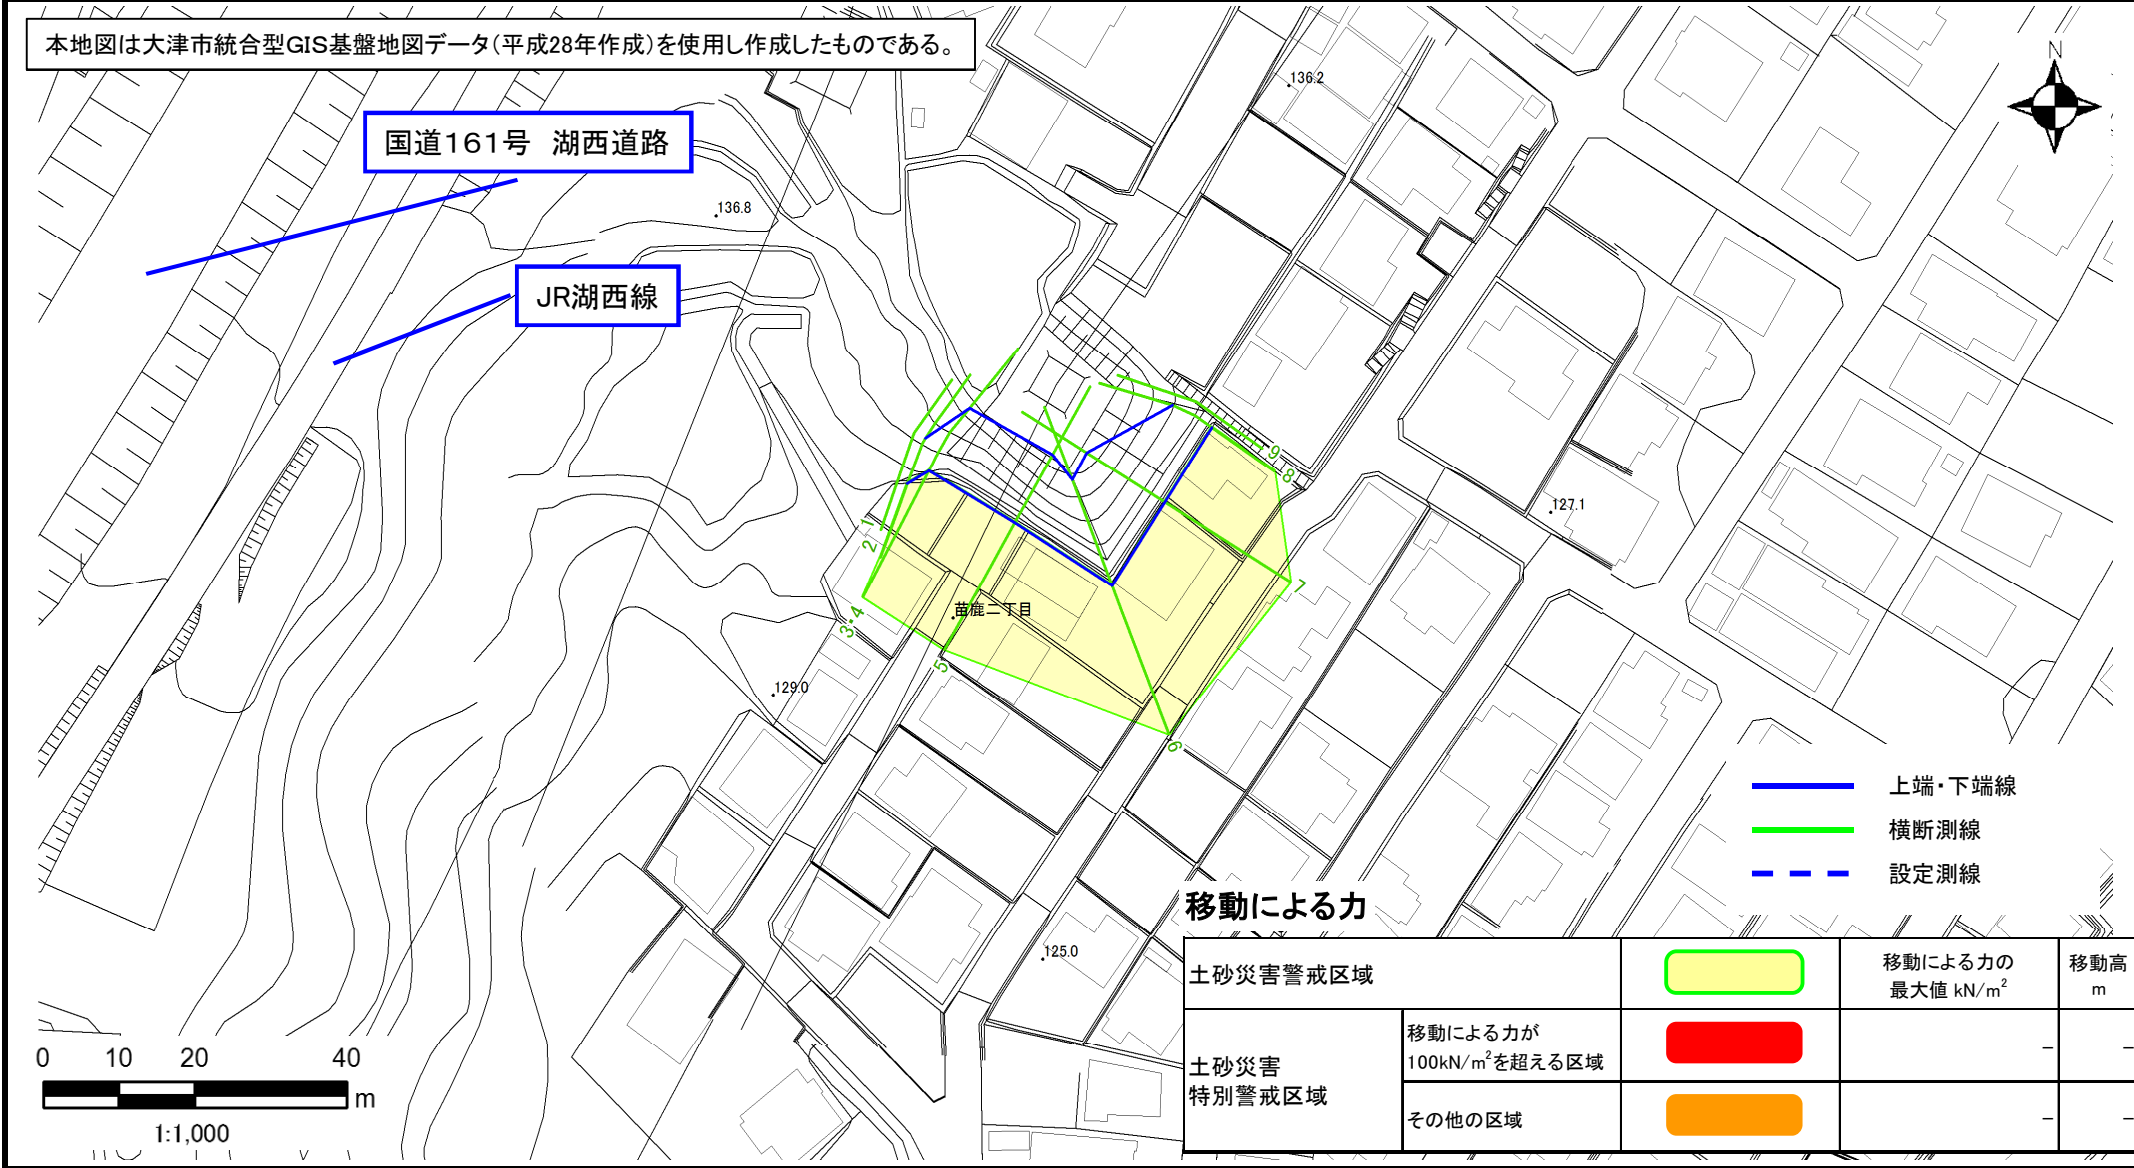 本地図は大津市統合型GIS基盤地図データ(平成28年作成)を使用し作成したものである。
N
136.2
国道161号 湖西道路
136.8
JR湖西線
9
8
127.1
1
2
7
苗鹿二丁目
3・4
5
129.0
6
上端・下端線
横断測線
設定測線
移動による力
125.0
土砂災害警戒区域
移動による力の
最大値 kN/m²
移動高
m
移動による力が
100kN/m²を超える区域
-
-
土砂災害
特別警戒区域
その他の区域
-
-
0 10 20 40
m
1:1,000